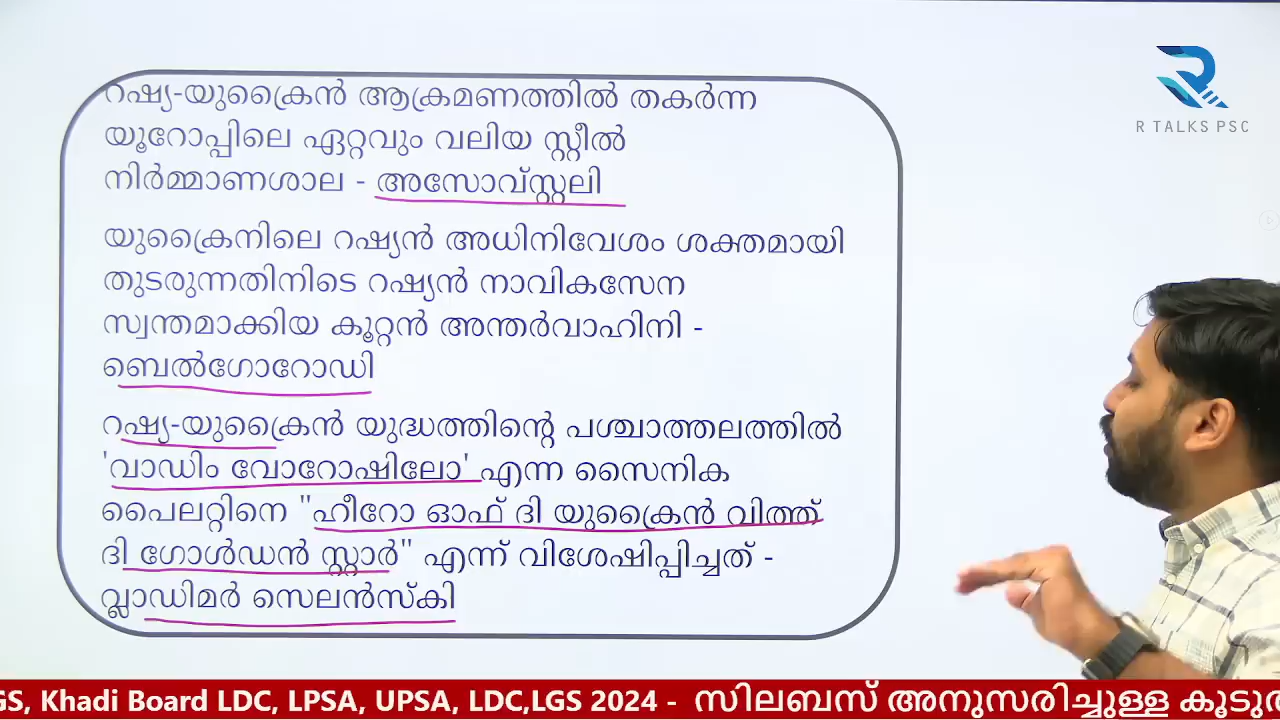 റഷ്യ-യുക്രൈൻ ആക്രമണത്തിൽ തകർന്ന
യൂറോപ്പിലെ ഏറ്റവും വലിയ സ്റ്റീൽ
നിർമ്മാണശാല - അസോവ്സ്റ്റലി
യുക്രൈനിലെ റഷ്യൻ അധിനിവേശം ശക്തമായി
തുടരുന്നതിനിടെ റഷ്യൻ നാവികസേന
സ്വന്തമാക്കിയ കൂറ്റൻ അന്തർവാഹിനി -
ബെൽഗോറോഡി
റഷ്യ-യുക്രൈൻ യുദ്ധത്തിന്റെ പശ്ചാത്തലത്തിൽ
'വാഡിം വോറോഷിലോ' എന്ന സൈനിക
പൈലറ്റിനെ "ഹീറോ ഓഫ് ദി യുക്രൈൻ വിത്ത്
ദി ഗോൾഡൻ സ്റ്റാർ" എന്ന് വിശേഷിപ്പിച്ചത് -
വ്ലാഡിമർ സെലൻസ്കി
R TALKS PSC
GS, Khadi Board LDC, LPSA, UPSA, LDC,LGS 2024 - സിലബസ് അനുസരിച്ചുള്ള